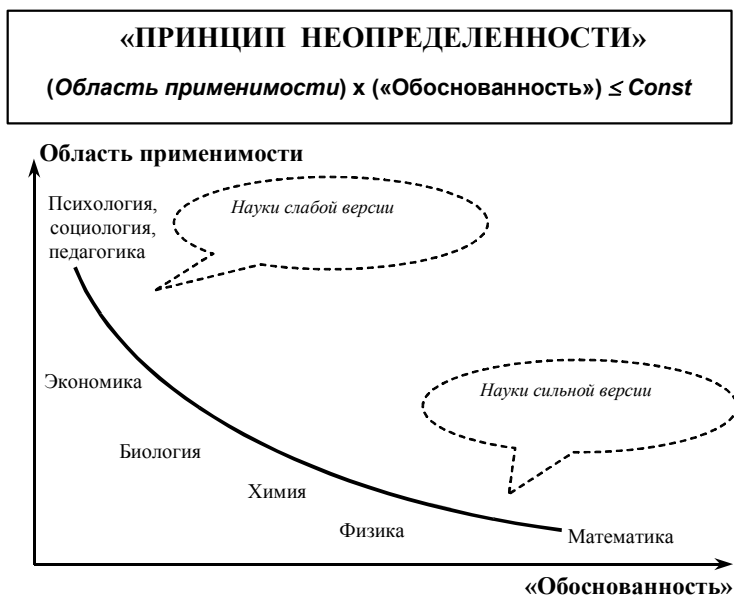 «ПРИНЦИП НЕОПРЕДЕЛЕННОСТИ»
(Область применимости) x («Обоснованность») ≤ Const
Область применимости
Психология,
социология,
педагогика
Науки слабой версии
Экономика
Науки сильной версии
Биология
Химия
Физика
Математика
«Обоснованность»